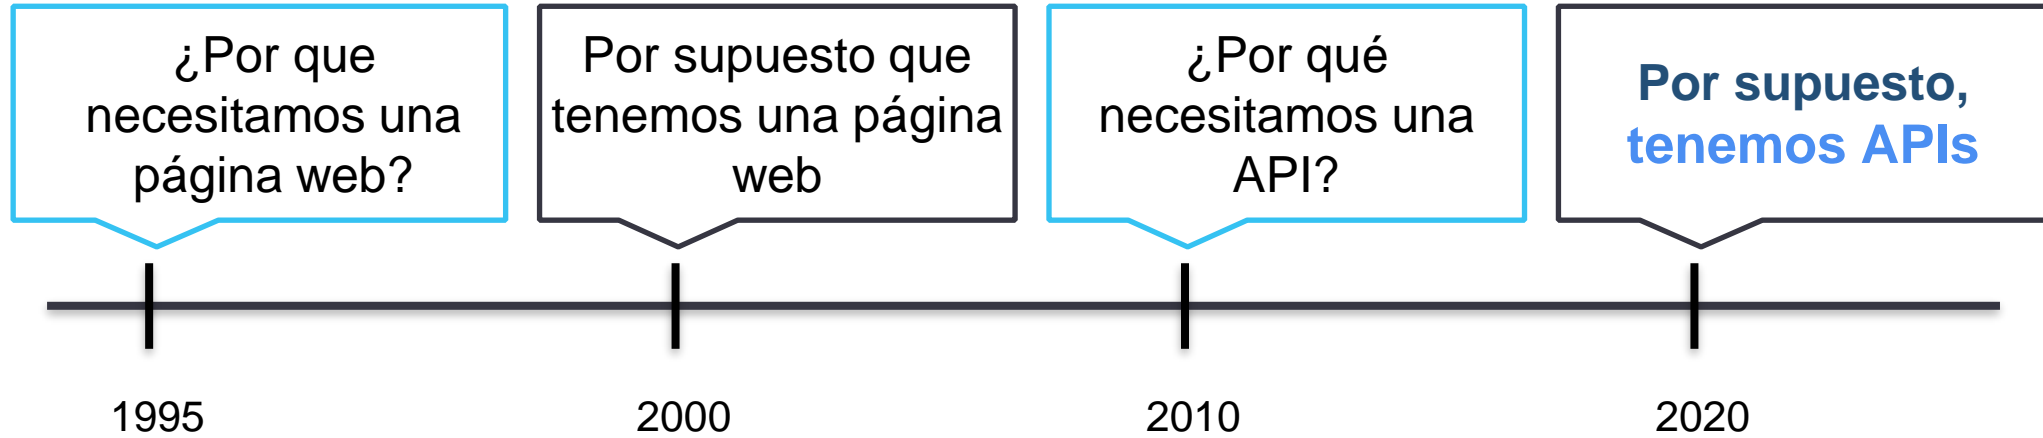 ¿Por que
necesitamos una
página web?
Por supuesto que
tenemos una página
web
¿Por qué
necesitamos una
API?
Por supuesto,
tenemos APIs
1995
2000
2010
2020